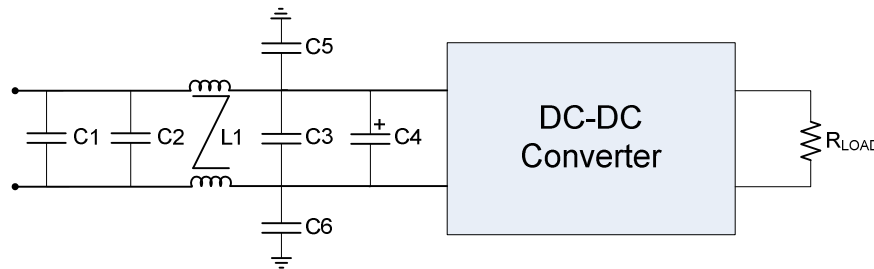 C5
C1
C2
L1
C3
+
C4
DC-DC
Converter
RLOAD
C6